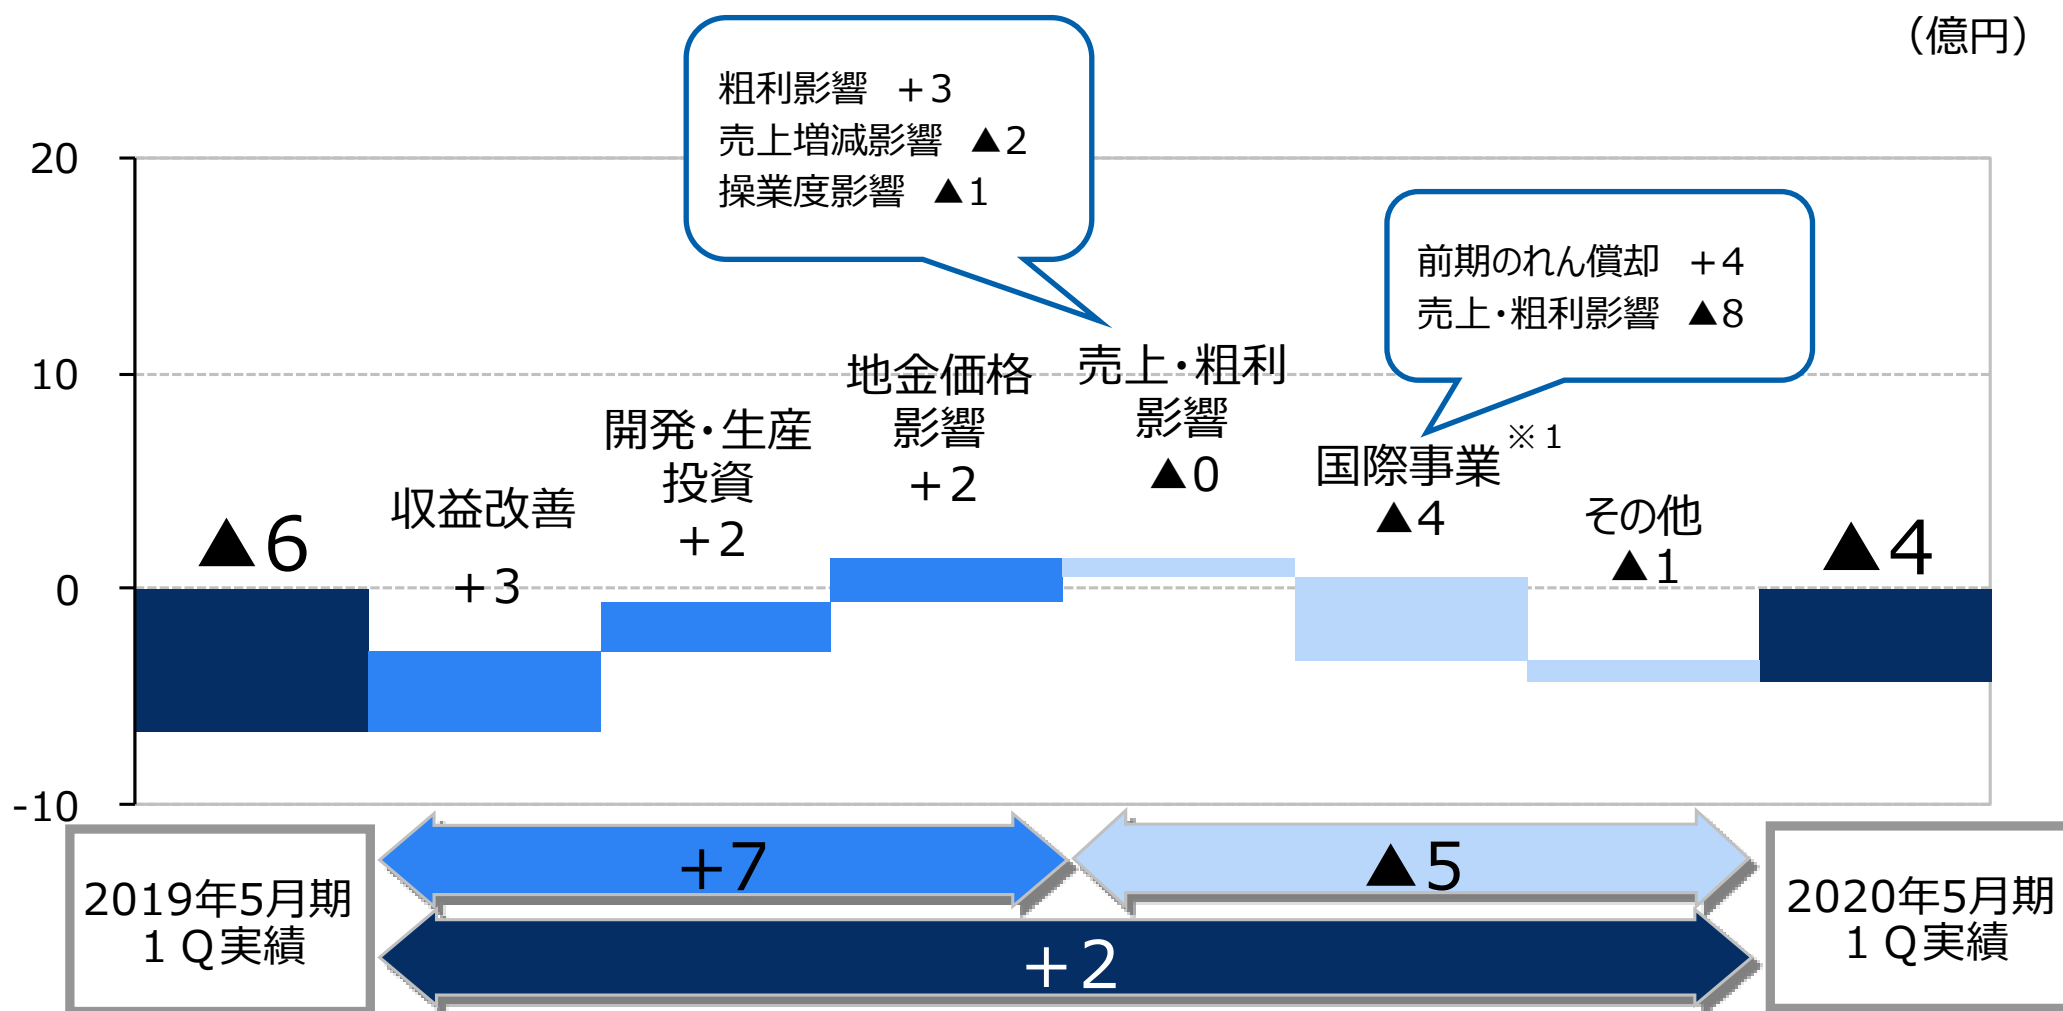 （億円）
粗利影響　+3
売上増減影響　▲2
操業度影響　▲1
前期のれん償却　+4
売上・粗利影響　▲8
20
10
0
-10
▲6
収益改善
+3
開発・生産
投資
+2
地金価格
影響
+2
売上・粗利
影響
▲0
国際事業※１
▲4
その他
▲1
▲4
+7
▲5
+2
2019年5月期
１Q実績
2020年5月期
１Q実績